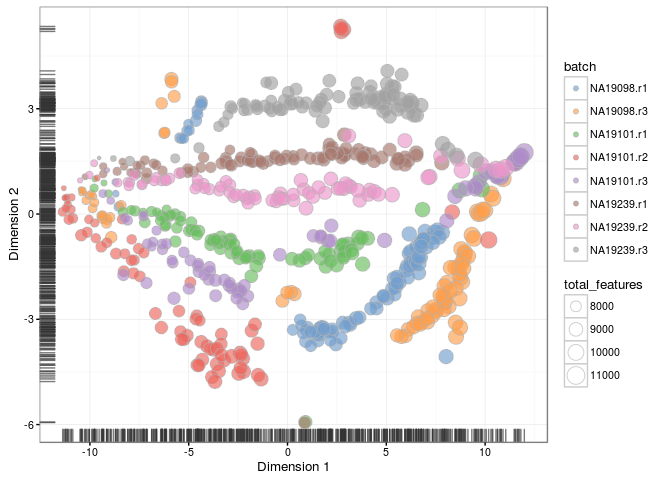 3
0
-3
-6
-10
-5
0
5
10
Dimension 1
Dimension 2
batch
NA19098.r1
NA19098.r3
NA19101.r1
NA19101.r2
NA19101.r3
NA19239.r1
NA19239.r2
NA19239.r3
total_features
8000
9000
10000
11000